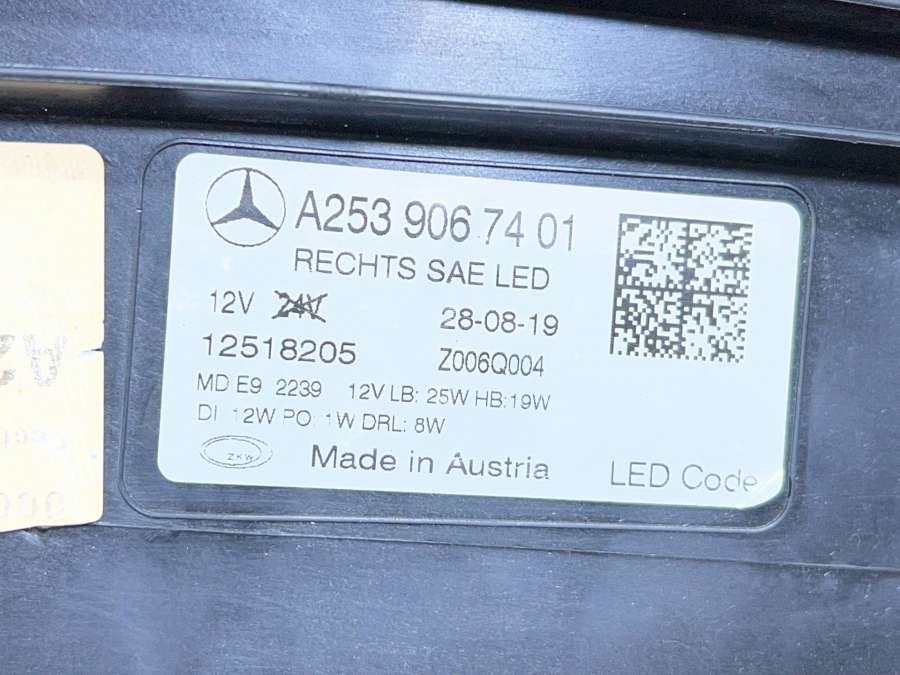 A253 906 74 01
RECHTS SAE LED
12V 24V
28-08-19
12518205
Z006Q004
MD E9 2239 12V LB: 25W HB:19W
DI 12W PO: 1W DRL: 8W
ZKW
Made in Austria
LED Code